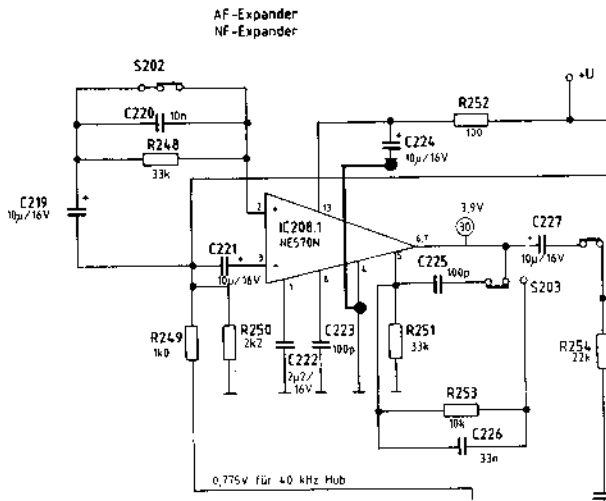 AF-Expander
NF-Expander
S202
C220
10n
R248
33k
C219
10µ/16V
+
+U
R252
100
+
C224
10µ/16V
2
+
13
IC208.1
NE570N
3
-
1
8
4
5
6,7
3,9V
30
+
C227
10µ/16V
C221
+
10µ/16V
C225
100p
S203
R249
1k0
R250
2k2
C222
2µ2/
16V
C223
100p
R251
33k
R254
22k
R253
10k
C226
33n
0,775V für 40 kHz Hub